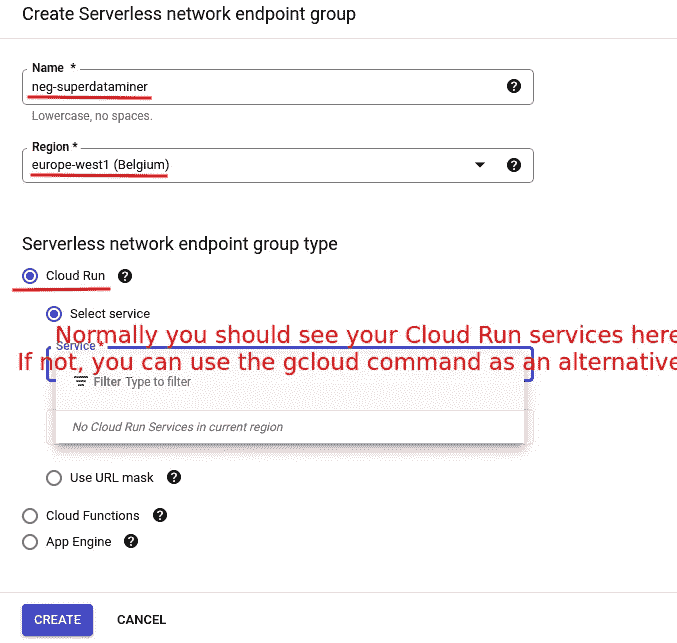 Create Serverless network endpoint group
Name *
neg-superdataminer
Lowercase, no spaces.
Region *
europe-west1 (Belgium)
Serverless network endpoint group type
Cloud Run
Select service
Normally you should see your Cloud Run services here
Service *
If not, you can use the gcloud command as an alternative
Filter Type to filter
No Cloud Run Services in current region
Use URL mask
Cloud Functions
App Engine
CREATE CANCEL